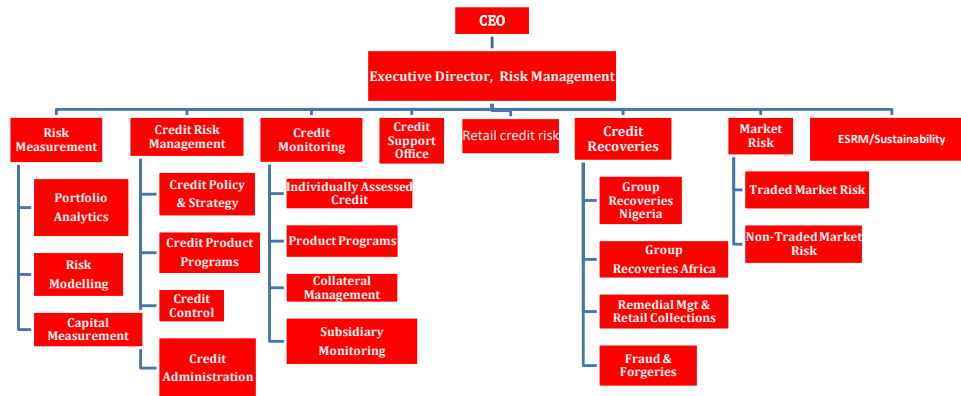 CEO
Executive Director, Risk Management
Risk
Measurement
Portfolio
Analytics
Risk
Modelling
Capital
Measurement
Credit Risk
Management
Credit Policy
& Strategy
Credit Product
Programs
Credit
Control
Credit
Administration
Credit
Monitoring
Individually Assessed
Credit
Product Programs
Collateral
Management
Subsidiary
Monitoring
Credit
Support
Office
Retail credit risk
Credit
Recoveries
Group
Recoveries
Nigeria
Group
Recoveries Africa
Remedial Mgt &
Retail Collections
Fraud &
Forgeries
Market
Risk
Traded Market Risk
Non-Traded Market
Risk
ESRM/Sustainability